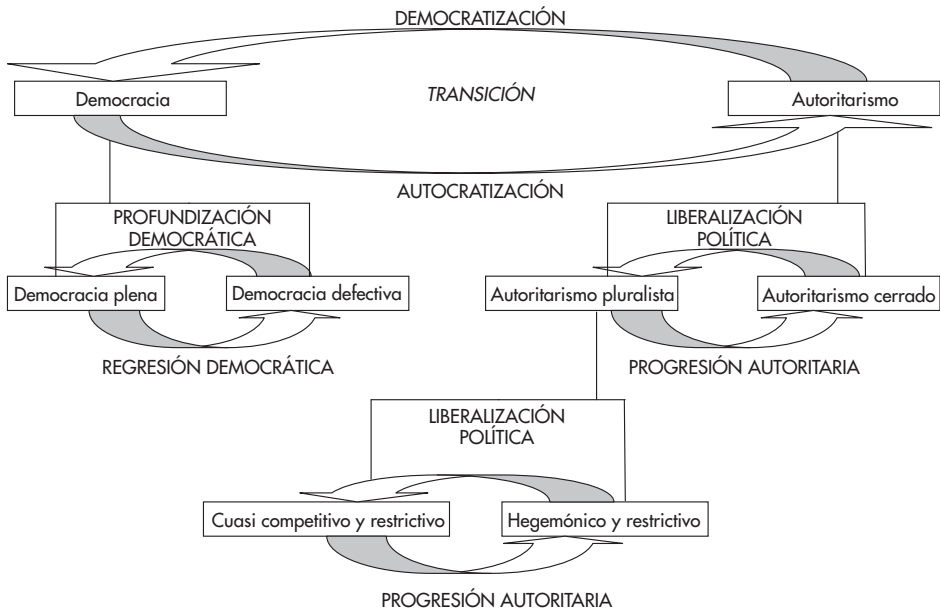 DEMOCRATIZACIÓN
TRANSICIÓN
Democracia
Autoritarismo
AUTOCRATIZACIÓN
PROFUNDIZACIÓN
DEMOCRÁTICA
LIBERALIZACIÓN
POLÍTICA
Democracia plena
Democracia defectiva
Autoritarismo pluralista
Autoritarismo cerrado
REGRESIÓN DEMOCRÁTICA
PROGRESIÓN AUTORITARIA
LIBERALIZACIÓN
POLÍTICA
Cuasi competitivo y restrictivo
Hegemónico y restrictivo
PROGRESIÓN AUTORITARIA